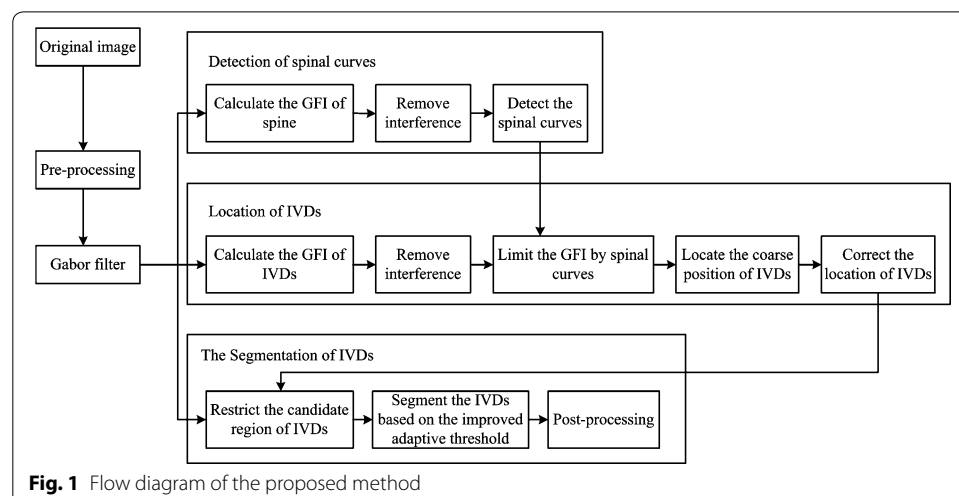 Original image
Pre-processing
Gabor filter
Detection of spinal curves
Calculate the GFI of
spine
Remove
interference
Detect the
spinal curves
Location of IVDs
Calculate the GFI of
IVDs
Remove
interference
Limit the GFI by spinal
curves
Locate the coarse
position of IVDs
Correct the
location of IVDs
The Segmentation of IVDs
Restrict the candidate
region of IVDs
Segment the IVDs
based on the improved
adaptive threshold
Post-processing
Fig. 1 Flow diagram of the proposed method